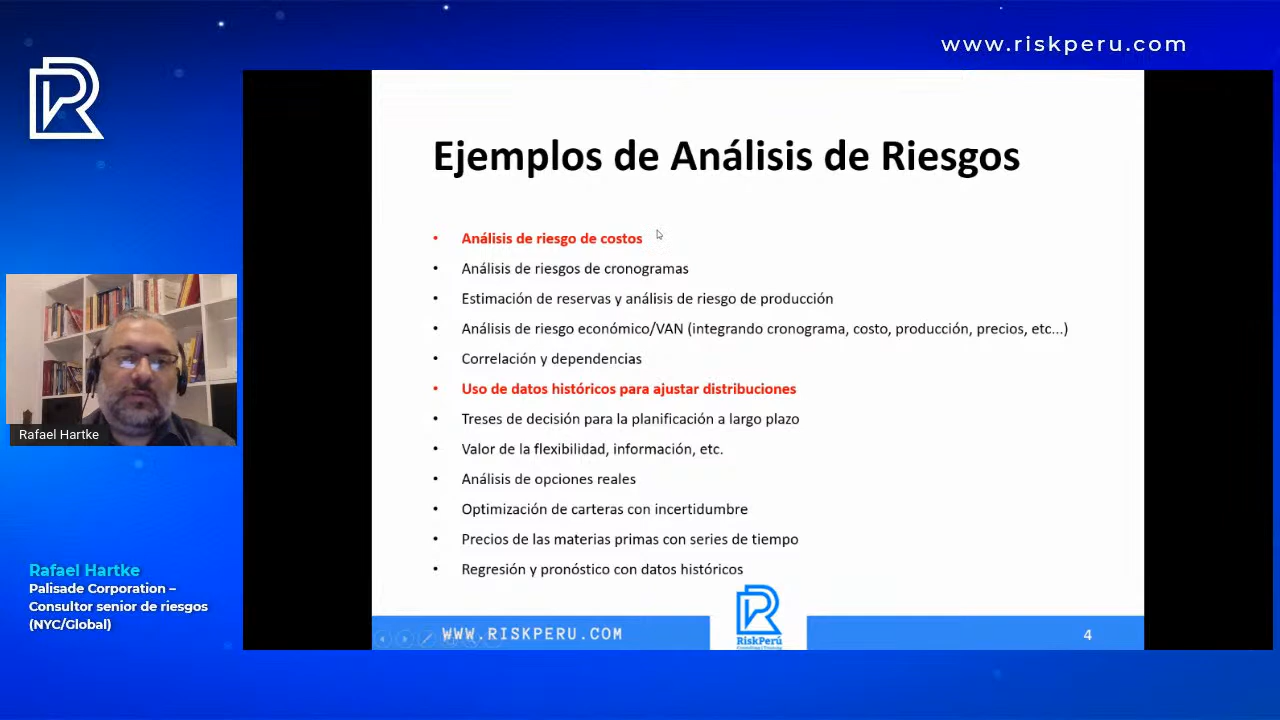 www.riskperu.com
Ejemplos de Análisis de Riesgos
• Análisis de riesgo de costos
• Análisis de riesgos de cronogramas
• Estimación de reservas y análisis de riesgo de producción
• Análisis de riesgo económico/VAN (integrando cronograma, costo, producción, precios, etc...)
• Correlación y dependencias
• Uso de datos históricos para ajustar distribuciones
• Treses de decisión para la planificación a largo plazo
• Valor de la flexibilidad, información, etc.
• Análisis de opciones reales
• Optimización de carteras con incertidumbre
• Precios de las materias primas con series de tiempo
• Regresión y pronóstico con datos históricos
Rafael Hartke
Rafael Hartke
Palisade Corporation –
Consultor senior de riesgos
(NYC/Global)
WWW.RISKPERU.COM
RiskPerú
4